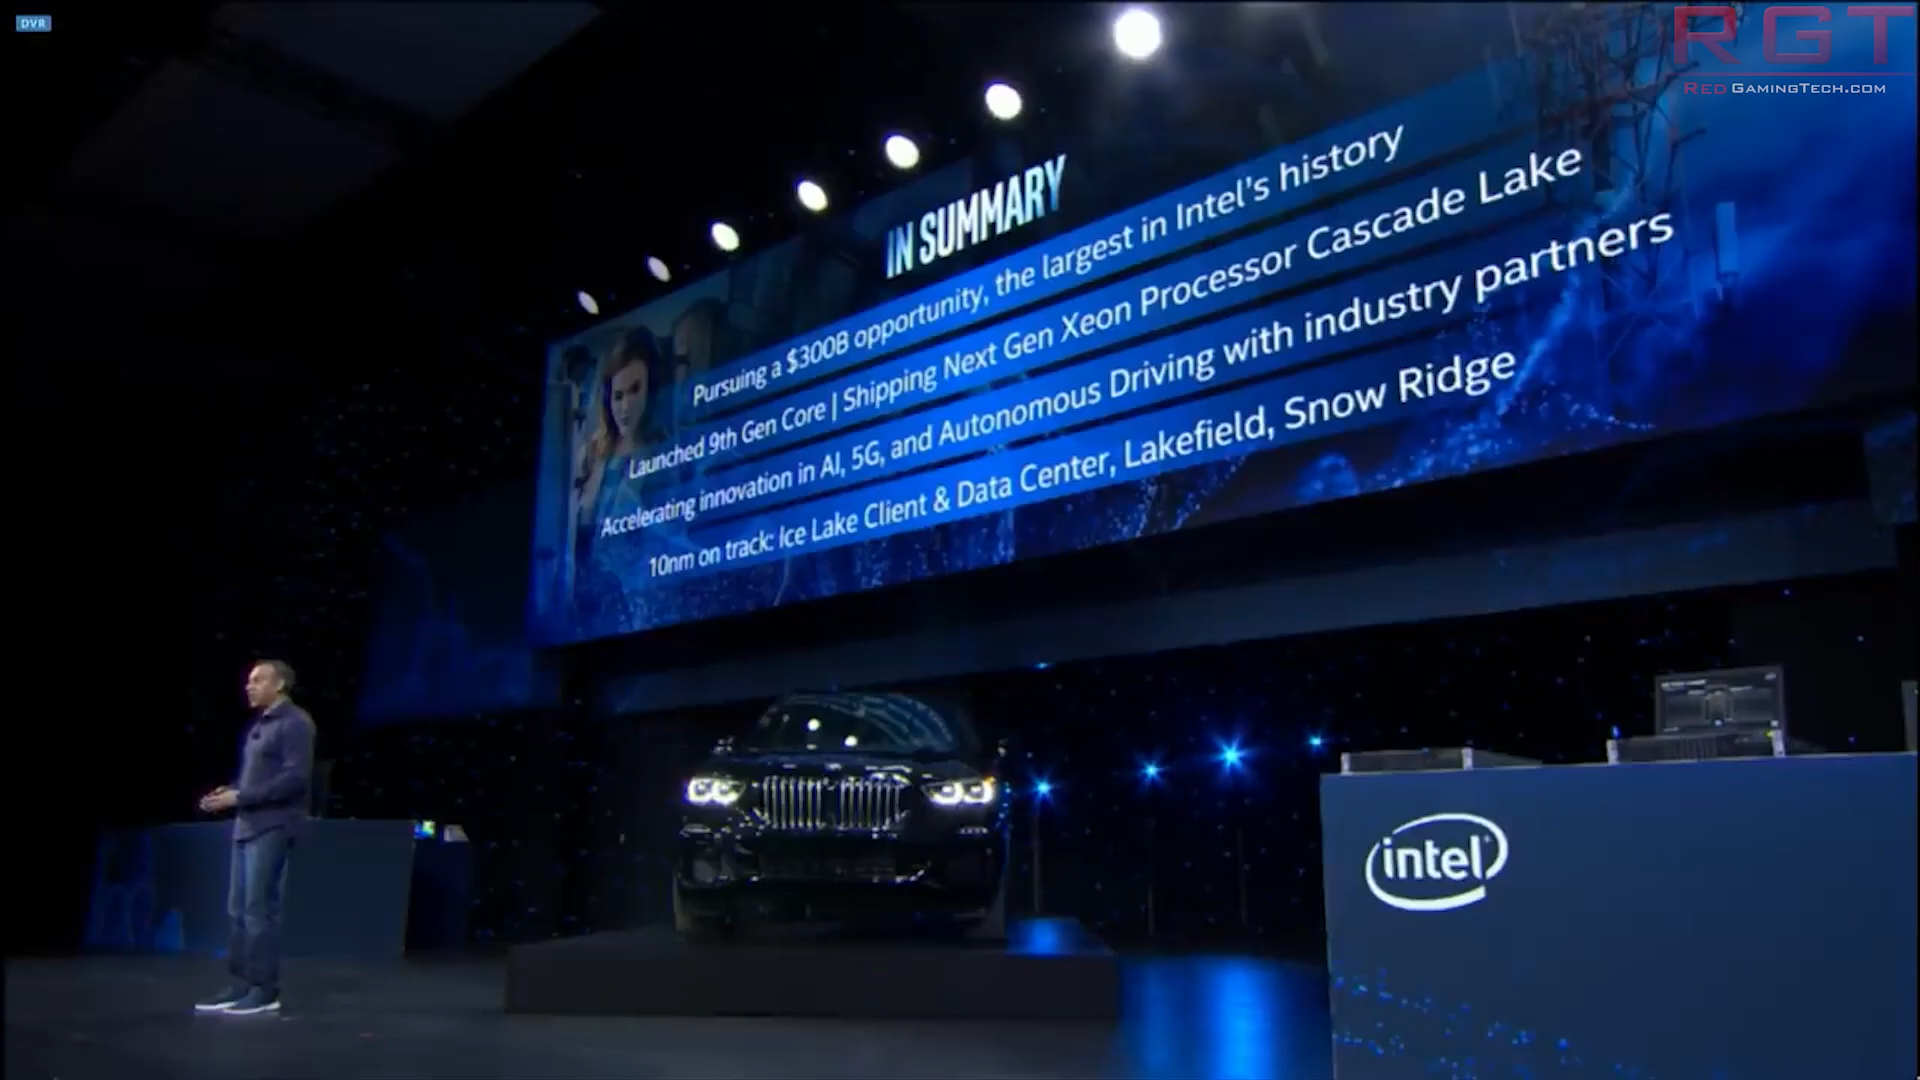 DVR
RGT
RedGamingTech.com
IN SUMMARY
Pursuing a $300B opportunity, the largest in Intel's history
Launched 9th Gen Core | Shipping Next Gen Xeon Processor Cascade Lake
Accelerating innovation in AI, 5G, and Autonomous Driving with industry partners
10nm on track: Ice Lake Client & Data Center, Lakefield, Snow Ridge
intel